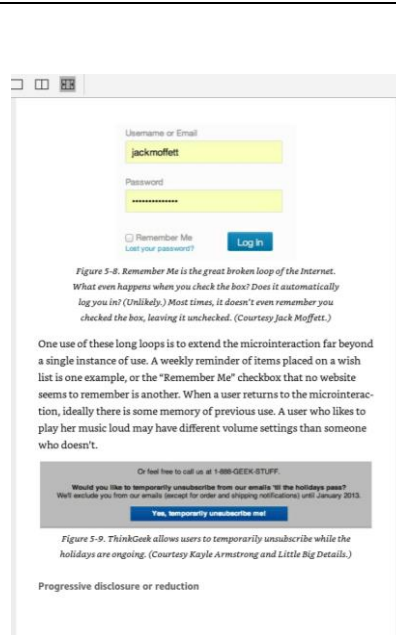 Username or Email
jackmoffett
Password
••••••••••••••
Remember Me
Lost your password?
Log In
Figure 5-8. Remember Me is the great broken loop of the Internet.
What even happens when you check the box? Does it automatically
log you in? (Unlikely.) Most times, it doesn't even remember you
checked the box, leaving it unchecked. (Courtesy Jack Moffett.)
One use of these long loops is to extend the microinteraction far beyond
a single instance of use. A weekly reminder of items placed on a wish
list is one example, or the “Remember Me” checkbox that no website
seems to remember is another. When a user returns to the microinterac-
tion, ideally there is some memory of previous use. A user who likes to
play her music loud may have different volume settings than someone
who doesn't.
Or feel free to call us at 1-888-GEEK-STUFF.
Would you like to temporarily unsubscribe from our emails 'til the holidays pass?
We'll exclude you from our emails (except for order and shipping notifications) until January 2013.
Yes, temporarily unsubscribe me!
Figure 5-9. ThinkGeek allows users to temporarily unsubscribe while the
holidays are ongoing. (Courtesy Kayle Armstrong and Little Big Details.)
Progressive disclosure or reduction